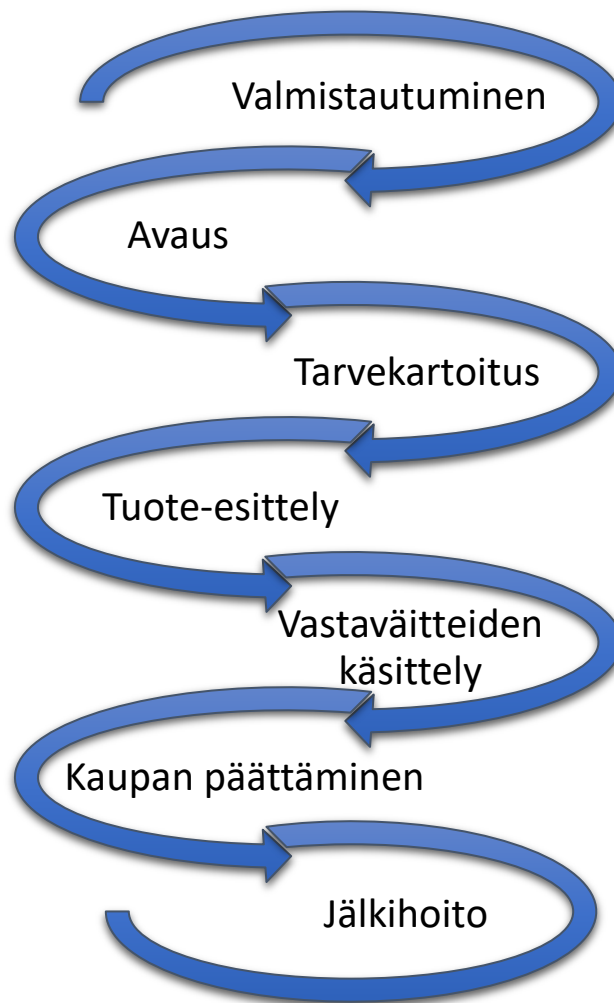 Valmistautuminen
Avaus
Tarvekartoitus
Tuote-esittely
Vastaväitteiden
käsittely
Kaupan päättäminen
Jälkihoito